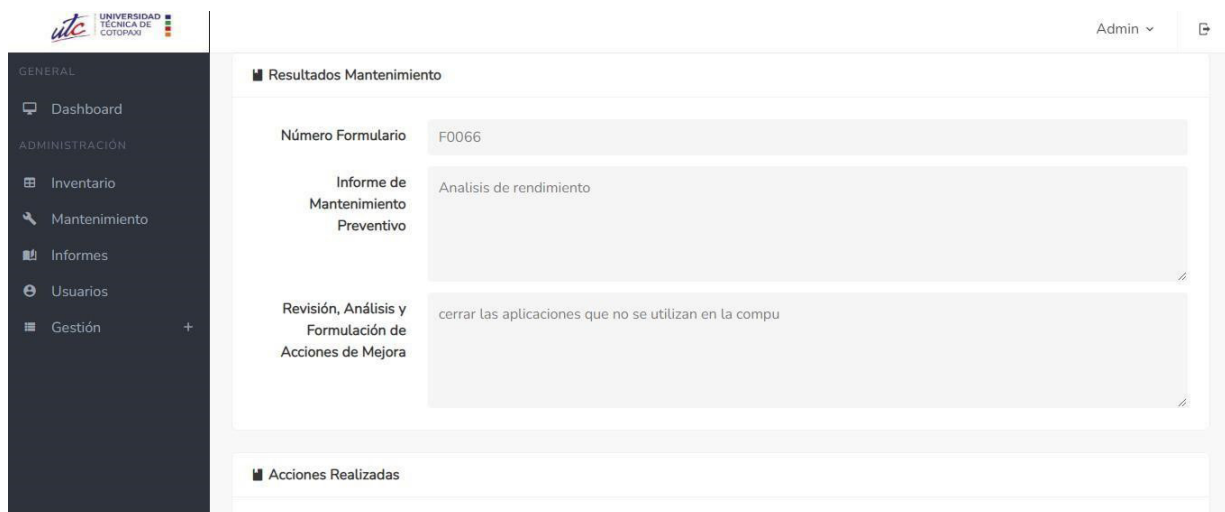 utc
UNIVERSIDAD
TÉCNICA DE
COTOPAXI
Admin
GENERAL
Dashboard
ADMINISTRACIÓN
Inventario
Mantenimiento
Informes
Usuarios
Gestión +
Resultados Mantenimiento
Número Formulario
F0066
Informe de
Mantenimiento
Preventivo
Analisis de rendimiento
Revisión, Análisis y
Formulación de
Acciones de Mejora
cerrar las aplicaciones que no se utilizan en la compu
Acciones Realizadas